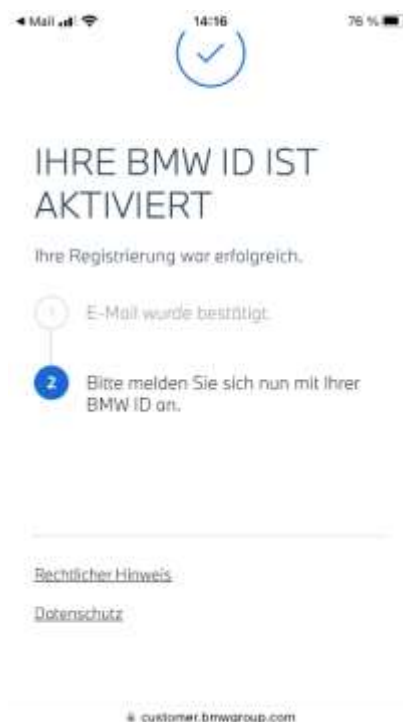 Mail
14:16
76 %
IHRE BMW ID IST
AKTIVIERT
Ihre Registrierung war erfolgreich.
1
E-Mail wurde bestätigt.
2
Bitte melden Sie sich nun mit Ihrer
BMW ID an.
Rechtlicher Hinweis
Datenschutz
customer.bmwgroup.com